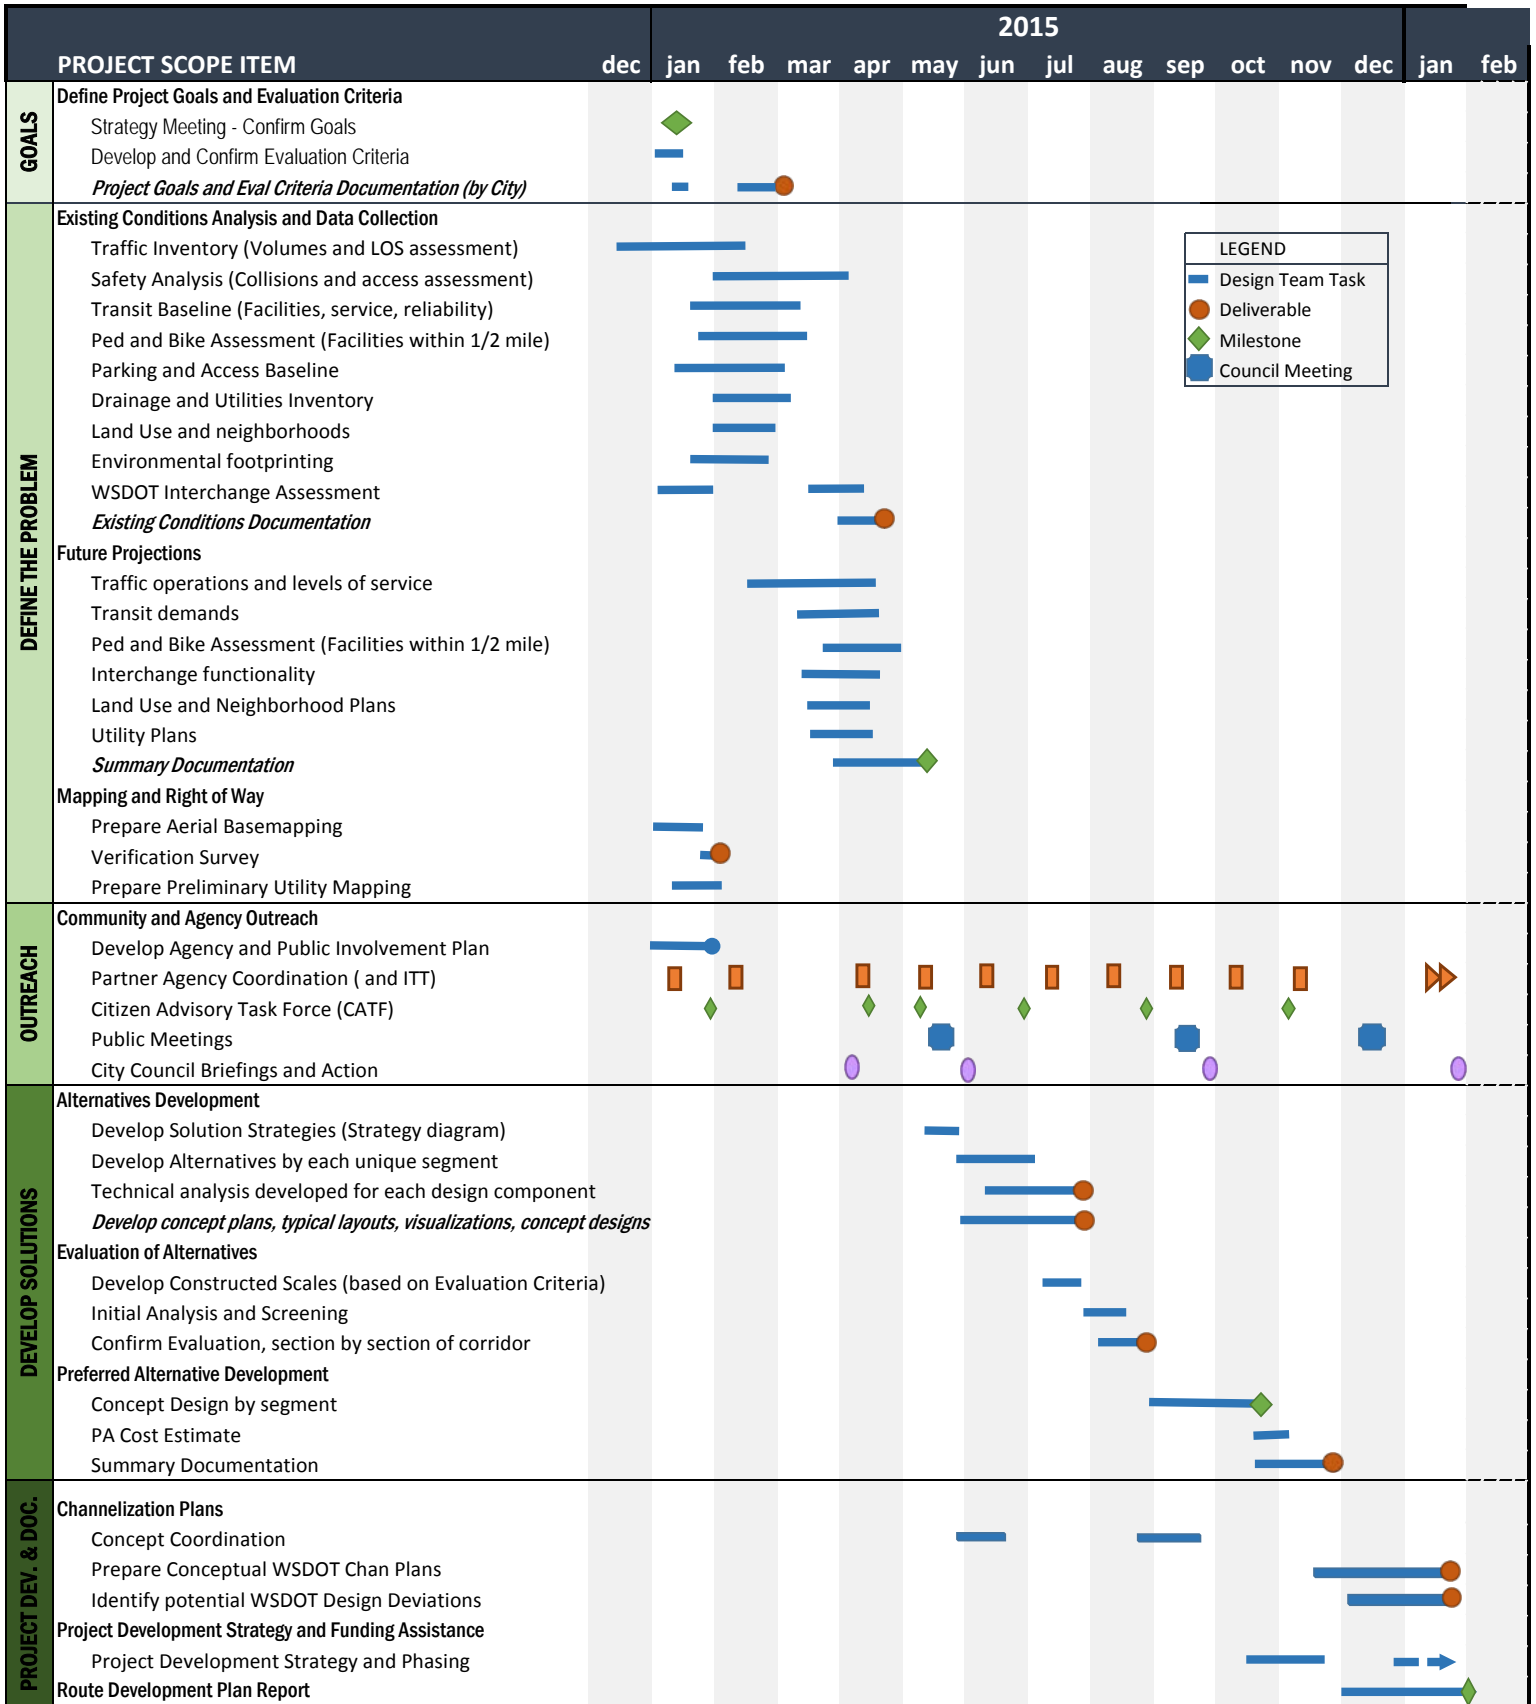 2015
PROJECT SCOPE ITEM dec jan feb mar apr may jun jul aug sep oct nov dec jan feb
GOALS
Define Project Goals and Evaluation Criteria
Strategy Meeting - Confirm Goals
Develop and Confirm Evaluation Criteria
Project Goals and Eval Criteria Documentation (by City)
DEFINE THE PROBLEM
Existing Conditions Analysis and Data Collection
Traffic Inventory (Volumes and LOS assessment)
Safety Analysis (Collisions and access assessment)
Transit Baseline (Facilities, service, reliability)
Ped and Bike Assessment (Facilities within 1/2 mile)
Parking and Access Baseline
Drainage and Utilities Inventory
Land Use and neighborhoods
Environmental footprinting
WSDOT Interchange Assessment
Existing Conditions Documentation
LEGEND
Design Team Task
Deliverable
Milestone
Council Meeting
Future Projections
Traffic operations and levels of service
Transit demands
Ped and Bike Assessment (Facilities within 1/2 mile)
Interchange functionality
Land Use and Neighborhood Plans
Utility Plans
Summary Documentation
Mapping and Right of Way
Prepare Aerial Basemapping
Verification Survey
Prepare Preliminary Utility Mapping
OUTREACH
Community and Agency Outreach
Develop Agency and Public Involvement Plan
Partner Agency Coordination ( and ITT)
Citizen Advisory Task Force (CATF)
Public Meetings
City Council Briefings and Action
DEVELOP SOLUTIONS
Alternatives Development
Develop Solution Strategies (Strategy diagram)
Develop Alternatives by each unique segment
Technical analysis developed for each design component
Develop concept plans, typical layouts, visualizations, concept designs
Evaluation of Alternatives
Develop Constructed Scales (based on Evaluation Criteria)
Initial Analysis and Screening
Confirm Evaluation, section by section of corridor
Preferred Alternative Development
Concept Design by segment
PA Cost Estimate
Summary Documentation
PROJECT DEV. & DOC.
Channelization Plans
Concept Coordination
Prepare Conceptual WSDOT Chan Plans
Identify potential WSDOT Design Deviations
Project Development Strategy and Funding Assistance
Project Development Strategy and Phasing
Route Development Plan Report